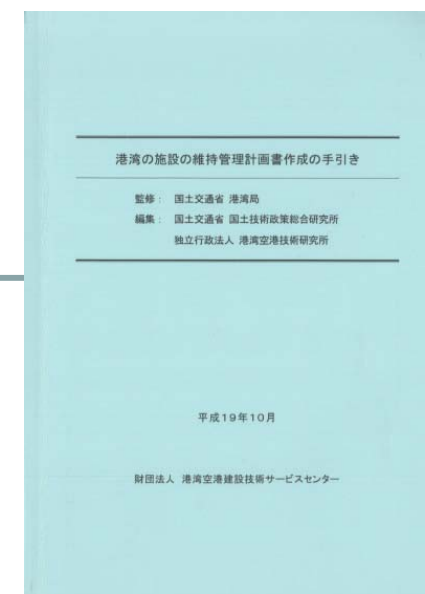 港湾の施設の維持管理計画書作成の手引き
監修： 国土交通省 港湾局
編集： 国土交通省 国土技術政策総合研究所
独立行政法人 港湾空港技術研究所
平成19年10月
財団法人 港湾空港建設技術サービスセンター